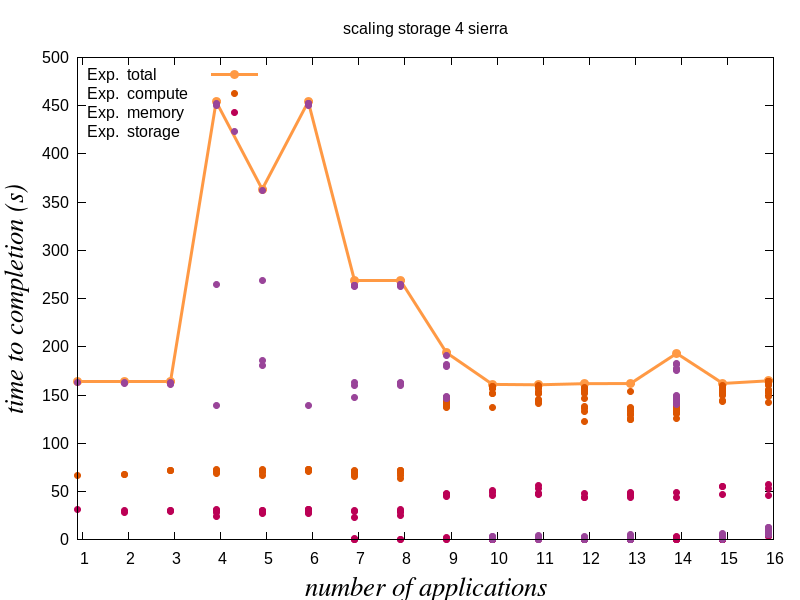 scaling storage 4 sierra
500
450
400
350
300
250
200
150
100
50
0
time to completion (s)
Exp. total
Exp. compute
Exp. memory
Exp. storage
1 2 3 4 5 6 7 8 9 10 11 12 13 14 15 16
number of applications